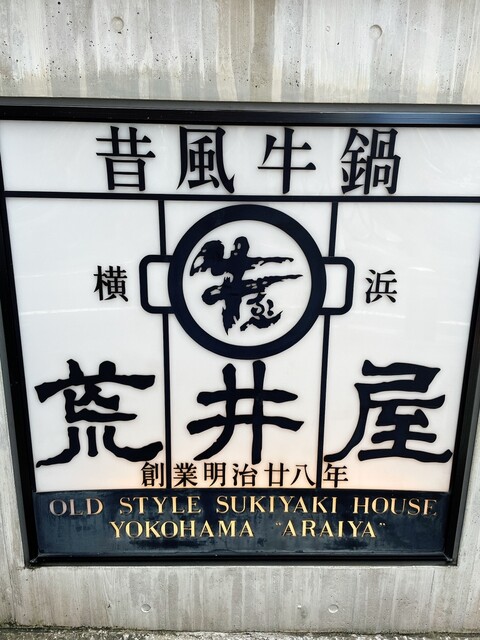 昔風牛鍋
横浜
荒井屋
創業明治廿八年
OLD STYLE SUKIYAKI HOUSE
YOKOHAMA "ARAIYA"